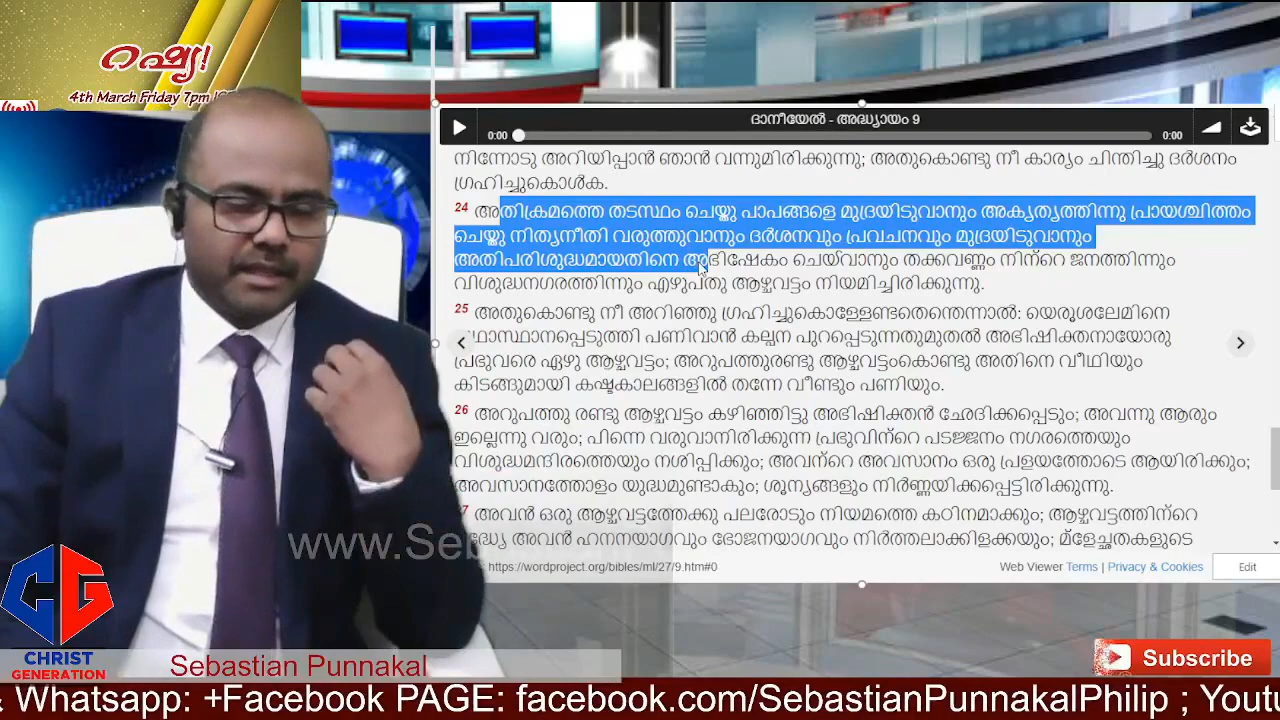 റഷ്യ!
4th March Friday 7pm
ദാനീയേൽ - അദ്ധ്യായം 9
0:00
0:00
നിന്നോടു അറിയിപ്പാൻ ഞാൻ വന്നുമിരിക്കുന്നു; അതുകൊണ്ടു നീ കാര്യം ചിന്തിച്ചു ദർശനം
ഗ്രഹിച്ചുകൊൾക.
24 അതിക്രമത്തെ തടസ്ഥം ചെയ്തു പാപങ്ങളെ മുദ്രയിടുവാനും അകൃത്യത്തിന്നു പ്രായശ്ചിത്തം
ചെയ്തു നിത്യനീതി വരുത്തുവാനും ദർശനവും പ്രവചനവും മുദ്രയിടുവാനും
അതിപരിശുദ്ധമായതിനെ അഭിഷേകം ചെയ്‍വാനും തക്കവണ്ണം നിന്റെ ജനത്തിന്നും
വിശുദ്ധനഗരത്തിന്നും എഴുപതു ആഴ്ചവട്ടം നിയമിച്ചിരിക്കുന്നു.
25 അതുകൊണ്ടു നീ അറിഞ്ഞു ഗ്രഹിച്ചുകൊള്ളേണ്ടതെന്തെന്നാൽ: യെരൂശലേമിനെ
യഥാസ്ഥാനപ്പെടുത്തി പണിവാൻ കല്പന പുറപ്പെടുന്നതുമുതൽ അഭിഷിക്തനായോരു
പ്രഭുവരെ ഏഴു ആഴ്ചവട്ടം; അറുപത്തുരണ്ടു ആഴ്ചവട്ടംകൊണ്ടു അതിനെ വീഥിയും
കിടങ്ങുമായി കഷ്ടകാലങ്ങളിൽ തന്നേ വീണ്ടും പണിയും.
26 അറുപത്തു രണ്ടു ആഴ്ചവട്ടം കഴിഞ്ഞിട്ടു അഭിഷിക്തൻ ഛേദിക്കപ്പെടും; അവന്നു ആരും
ഇല്ലെന്നു വരും; പിന്നെ വരുവാനിരിക്കുന്ന പ്രഭുവിന്റെ പടജ്ജനം നഗരത്തെയും
വിശുദ്ധമന്ദിരത്തെയും നശിപ്പിക്കും; അവന്റെ അവസാനം ഒരു പ്രളയത്തോടെ ആയിരിക്കും;
അവസാനത്തോളം യുദ്ധമുണ്ടാകും; ശൂന്യങ്ങളും നിർണ്ണയിക്കപ്പെട്ടിരിക്കുന്നു.
അവൻ ഒരു ആഴ്ചവട്ടത്തേക്കു പലരോടും നിയമത്തെ കഠിനമാക്കും; ആഴ്ചവട്ടത്തിന്റെ
അവൻ ഹനനയാഗവും ഭോജനയാഗവും നിർത്തലാക്കിളക്കയും; മ്ളേച്ഛതകളുടെ
www.Se
https://wordproject.org/bibles/ml/27/9.htm#0
Web Viewer Terms | Privacy & Cookies
Edit
CG
CHRIST
GENERATION
Sebastian Punnakal
Subscribe
& Whatsapp: +Facebook PAGE: facebook.com/SebastianPunnakalPhilip ; Youtu